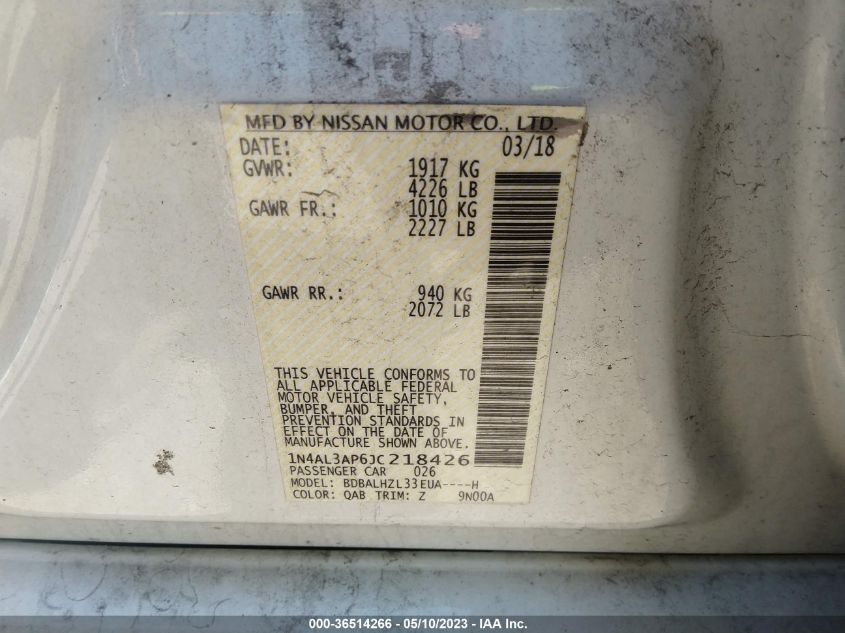 MFD BY NISSAN MOTOR CO., LTD.
DATE: 03/18
GVWR: 1917 KG
4226 LB
GAWR FR.: 1010 KG
2227 LB
GAWR RR.: 940 KG
2072 LB
THIS VEHICLE CONFORMS TO
ALL APPLICABLE FEDERAL
MOTOR VEHICLE SAFETY,
BUMPER, AND THEFT
PREVENTION STANDARDS IN
EFFECT ON THE DATE OF
MANUFACTURE SHOWN ABOVE.
1N4AL3AP6JC218426
PASSENGER CAR 026
MODEL: BDBALHZL33EUA----H
COLOR: QAB TRIM: Z 9N00A
000-36514266 - 05/10/2023 - IAA Inc.